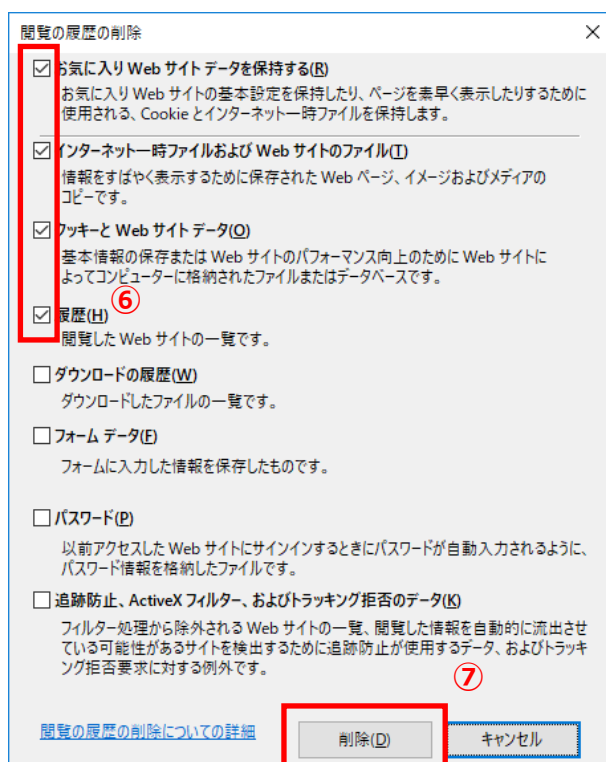 閲覧の履歴の削除
お気に入り Web サイト データを保持する(R)
お気に入り Web サイトの基本設定を保持したり、ページを素早く表示したりするために
使用される、Cookie とインターネット一時ファイルを保持します。
インターネット一時ファイルおよび Web サイトのファイル(T)
情報をすばやく表示するために保存された Web ページ、イメージおよびメディアの
コピーです。
クッキーと Web サイト データ(O)
基本情報の保存または Web サイトのパフォーマンス向上のために Web サイトに
よってコンピューターに格納されたファイルまたはデータベースです。
⑥
履歴(H)
閲覧した Web サイトの一覧です。
ダウンロードの履歴(W)
ダウンロードしたファイルの一覧です。
フォーム データ(F)
フォームに入力した情報を保存したものです。
パスワード(P)
以前アクセスした Web サイトにサインインするときにパスワードが自動入力されるように、
パスワード情報を格納したファイルです。
追跡防止、ActiveX フィルター、およびトラッキング拒否のデータ(K)
フィルター処理から除外される Web サイトの一覧、閲覧した情報を自動的に流出させ
ている可能性があるサイトを検出するために追跡防止が使用するデータ、およびトラッキ
ング拒否要求に対する例外です。
⑦
閲覧の履歴の削除についての詳細
削除(D)
キャンセル